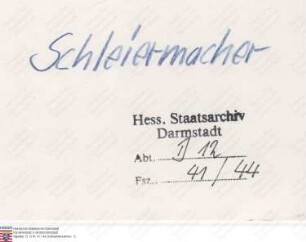 Schleiermacher
Hess. Staatsarchiv
Darmstadt
Abt. D 12
Fsz. 41/44